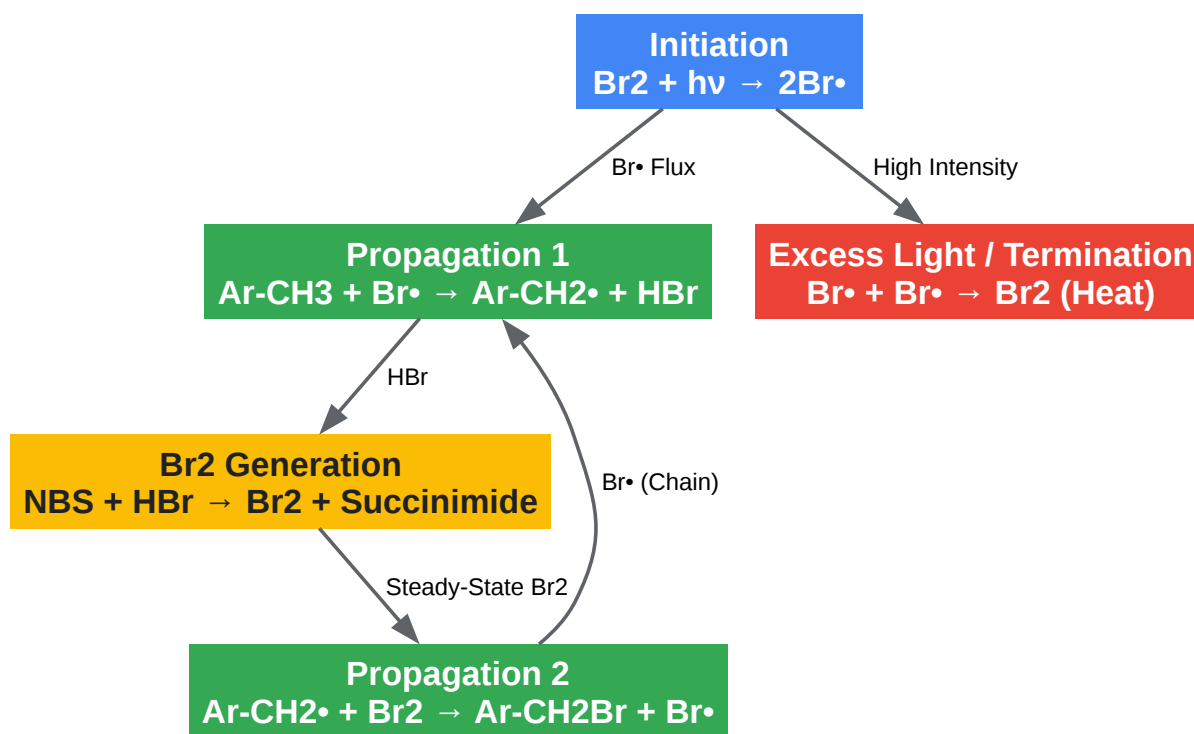 Initiation
Br2 + hν → 2Br•
Br• Flux
High Intensity
Propagation 1
Ar-CH3 + Br• → Ar-CH2• + HBr
Excess Light / Termination
Br• + Br• → Br2 (Heat)
HBr
Br2 Generation
NBS + HBr → Br2 + Succinimide
Br• (Chain)
Steady-State Br2
Propagation 2
Ar-CH2• + Br2 → Ar-CH2Br + Br•